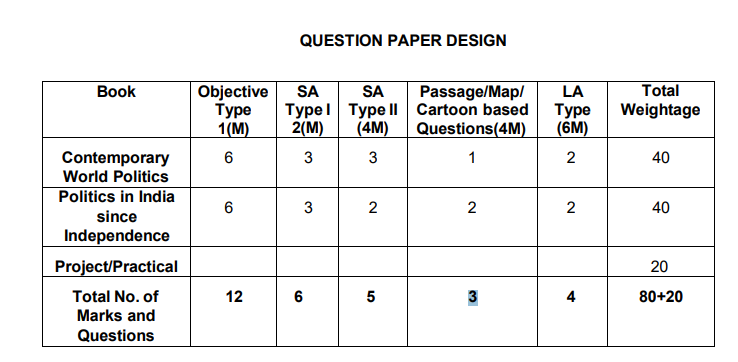 QUESTION PAPER DESIGN
Book Objective Type 1(M) SA Type I 2(M) SA Type II (4M) Passage/Map/ Cartoon based Questions(4M) LA Type (6M) Total Weightage
Contemporary World Politics 6 3 3 1 2 40
Politics in India since Independence 6 3 2 2 2 40
Project/Practical 20
Total No. of Marks and Questions 12 6 5 3 4 80+20